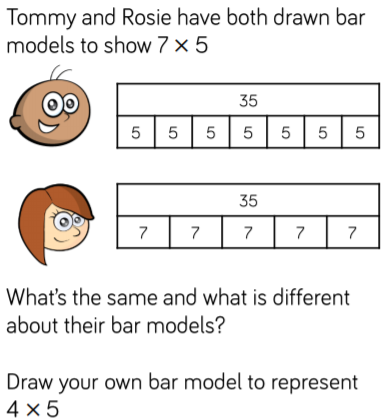 Tommy and Rosie have both drawn bar
models to show 7 × 5
35
5 5 5 5 5 5 5
35
7 7 7 7 7
What's the same and what is different
about their bar models?
Draw your own bar model to represent
4 × 5